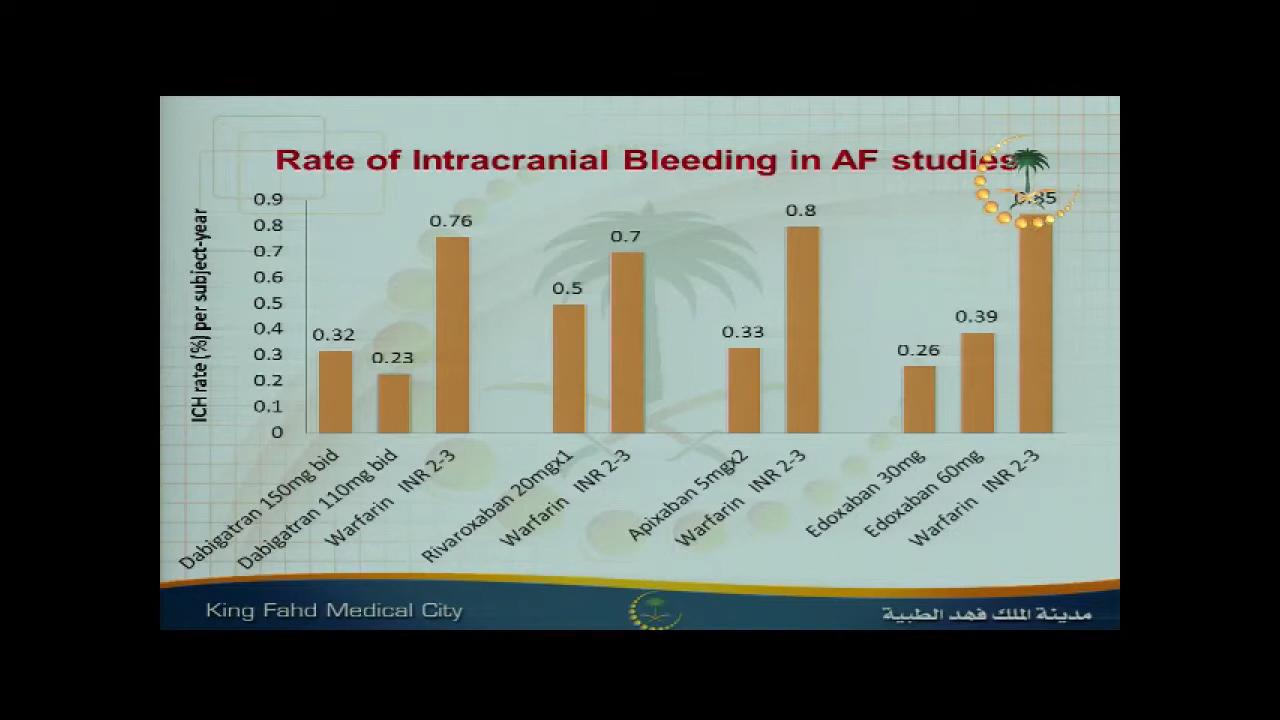 Rate of Intracranial Bleeding in AF studies
ICH rate (%) per subject-year
0.9
0.8
0.7
0.6
0.5
0.4
0.3
0.2
0.1
0
0.32
0.23
0.76
0.5
0.7
0.33
0.8
0.26
0.39
0.85
Dabigatran 150mg bid
Dabigatran 110mg bid
Warfarin INR 2-3
Rivaroxaban 20mgx1
Warfarin INR 2-3
Apixaban 5mgx2
Warfarin INR 2-3
Edoxaban 30mg
Edoxaban 60mg
Warfarin INR 2-3
King Fahd Medical City
مدينة الملك فهد الطبية